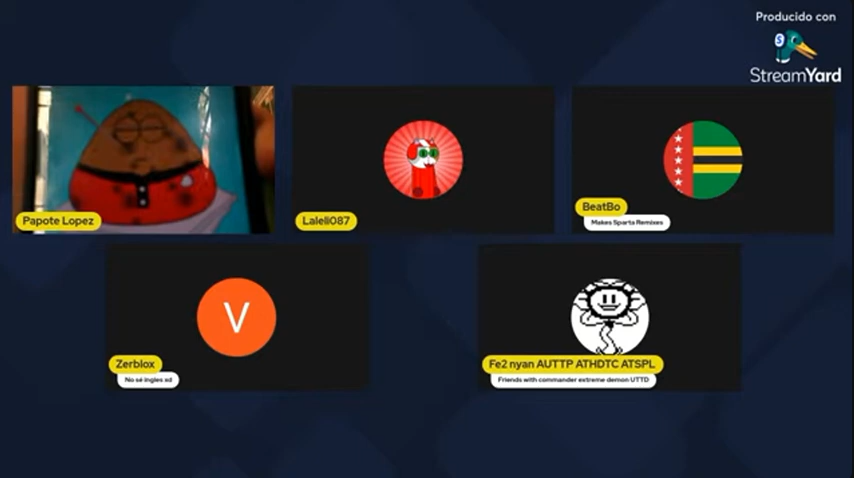 Producido con
StreamYard
Papote Lopez
Laleli087
BeatBo
Makes Sparta Remixes
V
Zerblox
No sé ingles xd
Fe2 nyan AUTTP ATHDTC ATSPL
Friends with commander extreme demon UTTD